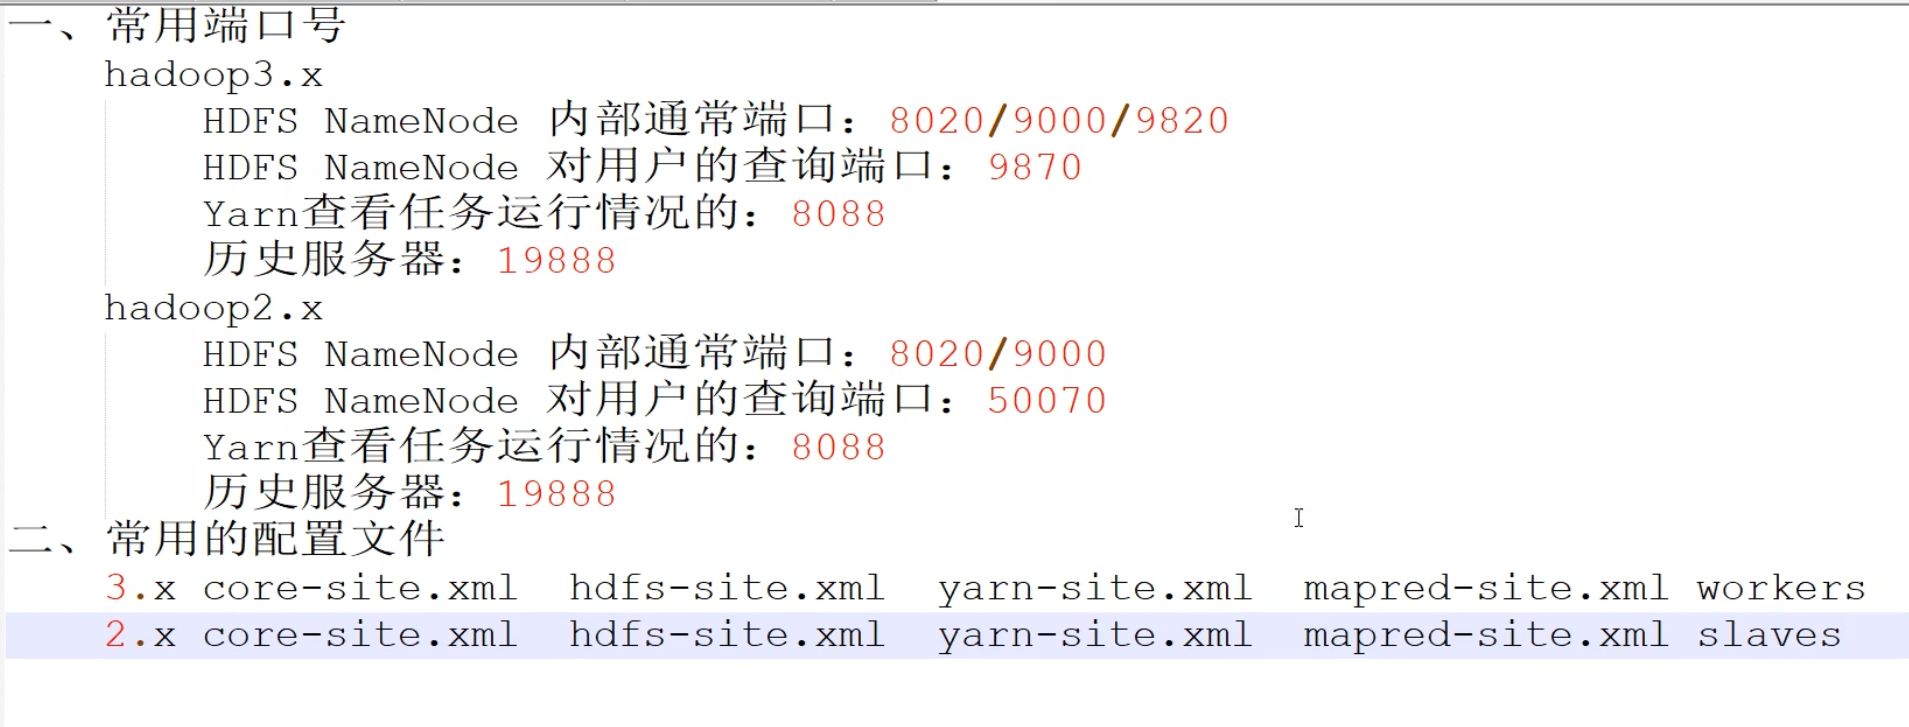 一、常用端口号
hadoop3.x
HDFS NameNode 内部通常端口：8020/9000/9820
HDFS NameNode 对用户的查询端口：9870
Yarn查看任务运行情况的：8088
历史服务器：19888
hadoop2.x
HDFS NameNode 内部通常端口：8020/9000
HDFS NameNode 对用户的查询端口：50070
Yarn查看任务运行情况的：8088
历史服务器：19888
二、常用的配置文件
3.x core-site.xml  hdfs-site.xml  yarn-site.xml  mapred-site.xml workers
2.x core-site.xml  hdfs-site.xml  yarn-site.xml  mapred-site.xml slaves